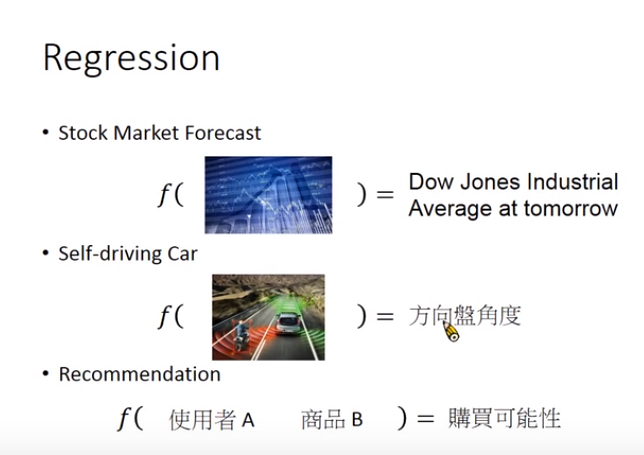 Regression
• Stock Market Forecast
f( ) = Dow Jones Industrial
Average at tomorrow
• Self-driving Car
f( ) = 方向盤角度
• Recommendation
f( 使用者 A 商品 B ) = 購買可能性